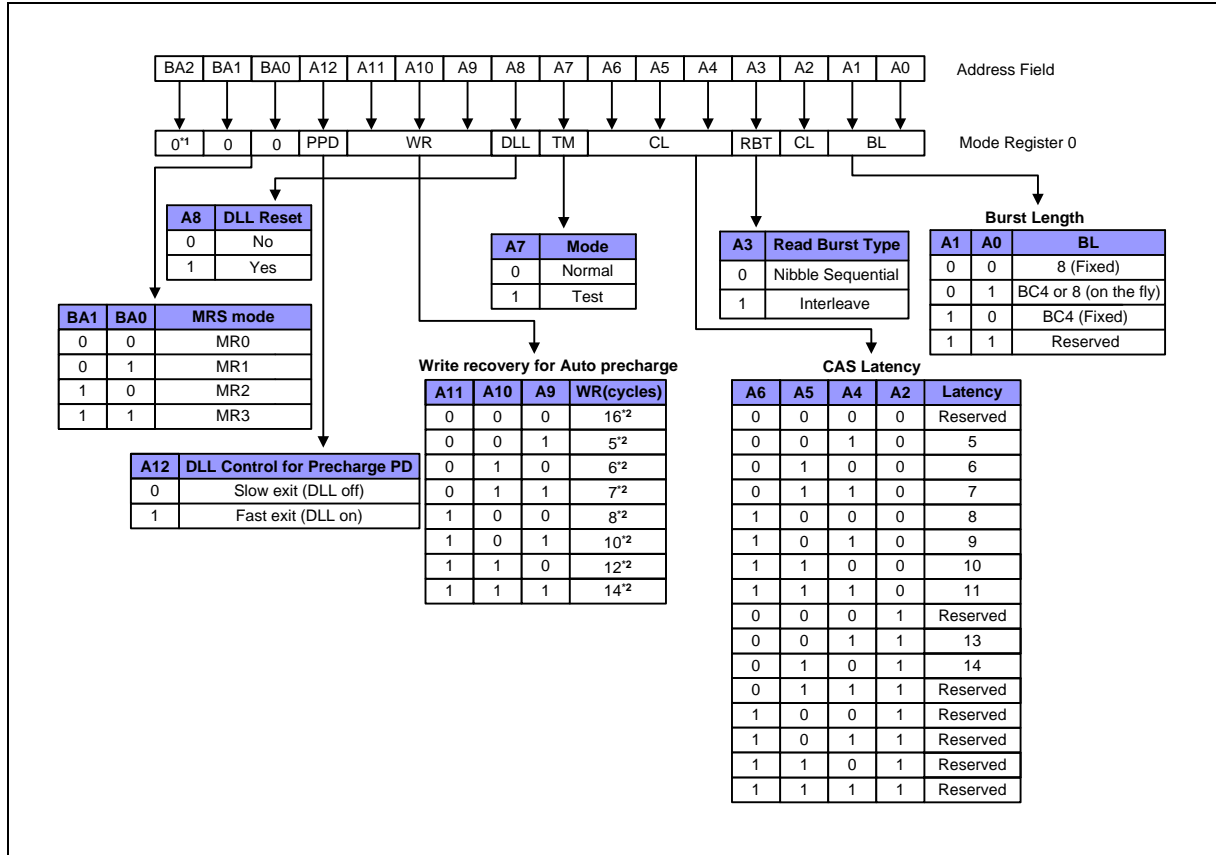 BA2 BA1 BA0 A12 A11 A10 A9 A8 A7 A6 A5 A4 A3 A2 A1 A0 Address Field
0*1 0 0 PPD WR DLL TM CL RBT CL BL Mode Register 0
A8 DLL Reset
0 No
1 Yes
A7 Mode
0 Normal
1 Test
A3 Read Burst Type
0 Nibble Sequential
1 Interleave
Burst Length
A1 A0 BL
0 0 8 (Fixed)
0 1 BC4 or 8 (on the fly)
1 0 BC4 (Fixed)
1 1 Reserved
BA1 BA0 MRS mode
0 0 MR0
0 1 MR1
1 0 MR2
1 1 MR3
A12 DLL Control for Precharge PD
0 Slow exit (DLL off)
1 Fast exit (DLL on)
Write recovery for Auto precharge
A11 A10 A9 WR(cycles)
0 0 0 16*2
0 0 1 5*2
0 1 0 6*2
0 1 1 7*2
1 0 0 8*2
1 0 1 10*2
1 1 0 12*2
1 1 1 14*2
CAS Latency
A6 A5 A4 A2 Latency
0 0 0 0 Reserved
0 0 1 0 5
0 1 0 0 6
0 1 1 0 7
1 0 0 0 8
1 0 1 0 9
1 1 0 0 10
1 1 1 0 11
0 0 0 1 Reserved
0 0 1 1 13
0 1 0 1 14
0 1 1 1 Reserved
1 0 0 1 Reserved
1 0 1 1 Reserved
1 1 0 1 Reserved
1 1 1 1 Reserved